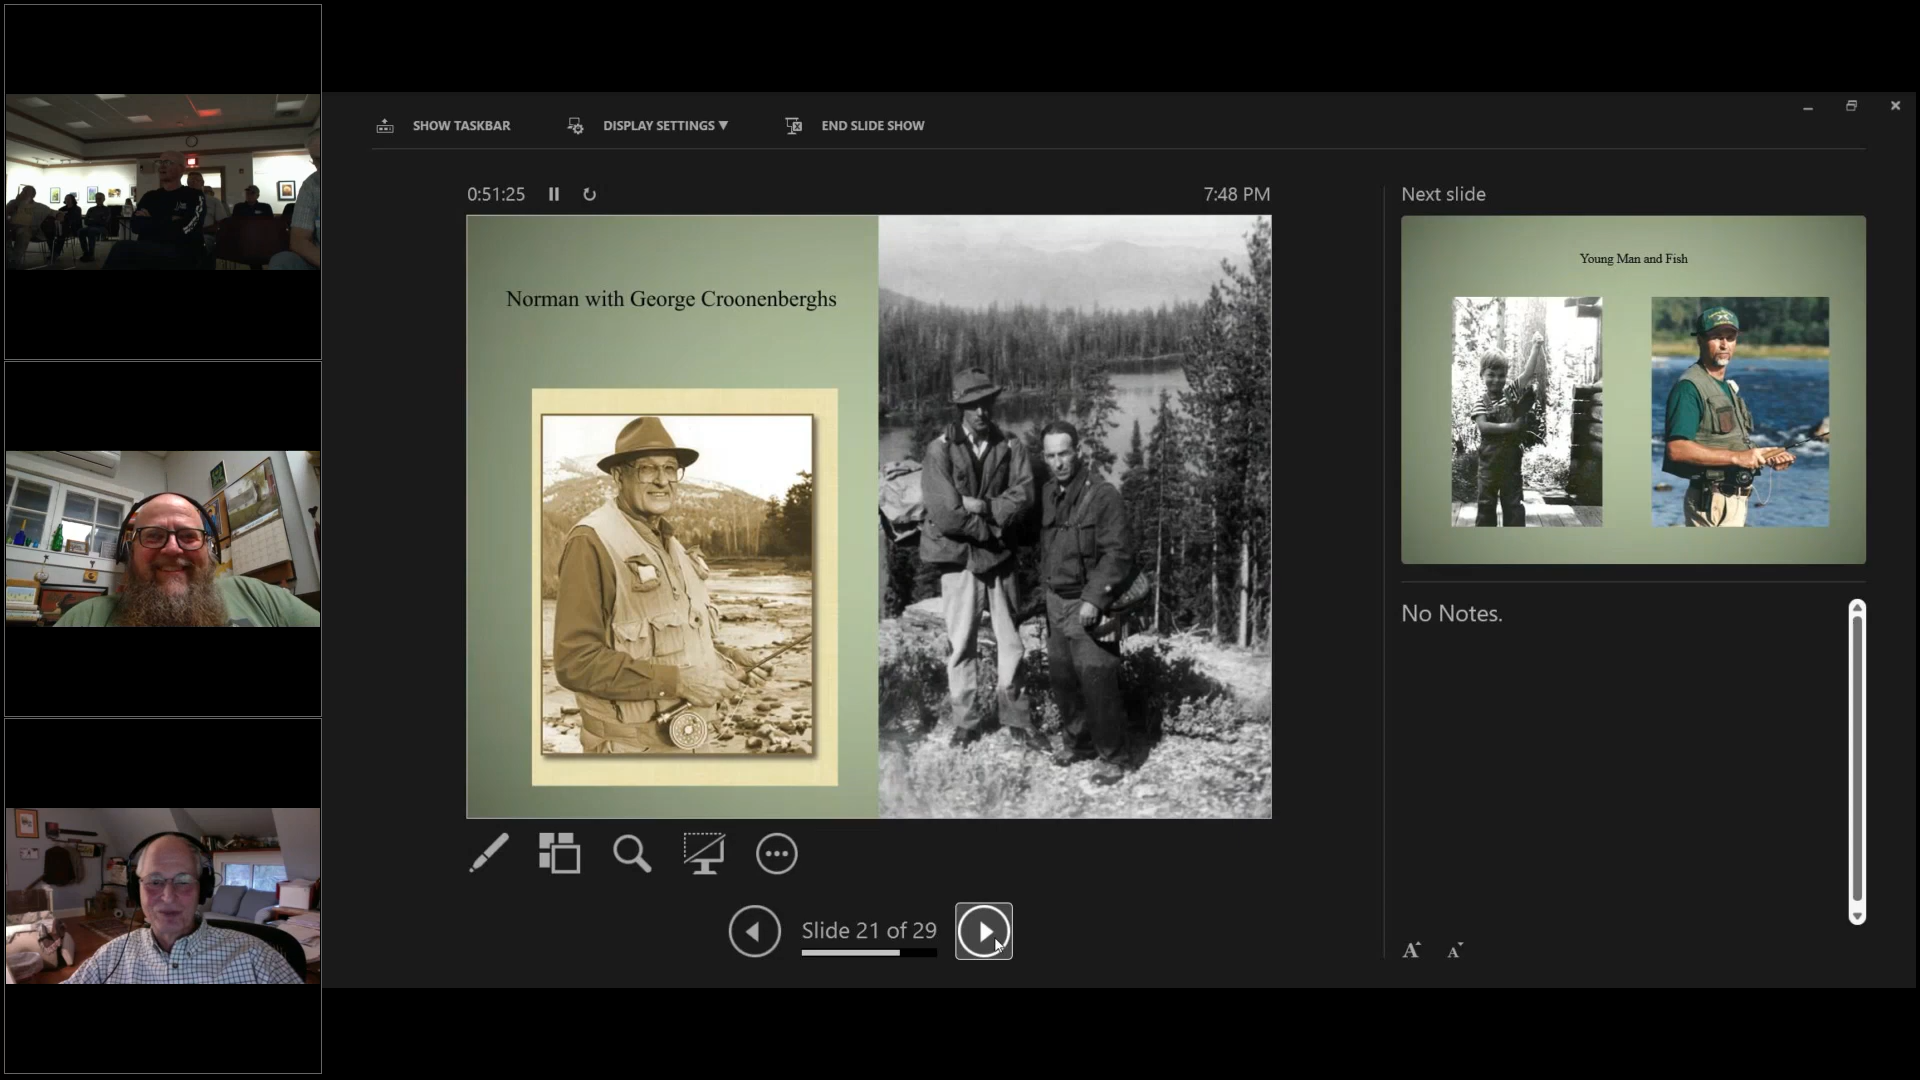 SHOW TASKBAR
DISPLAY SETTINGS ▼
END SLIDE SHOW
0:51:25
7:48 PM
Norman with George Croonenberghs
Slide 21 of 29
Next slide
Young Man and Fish
No Notes.
A A